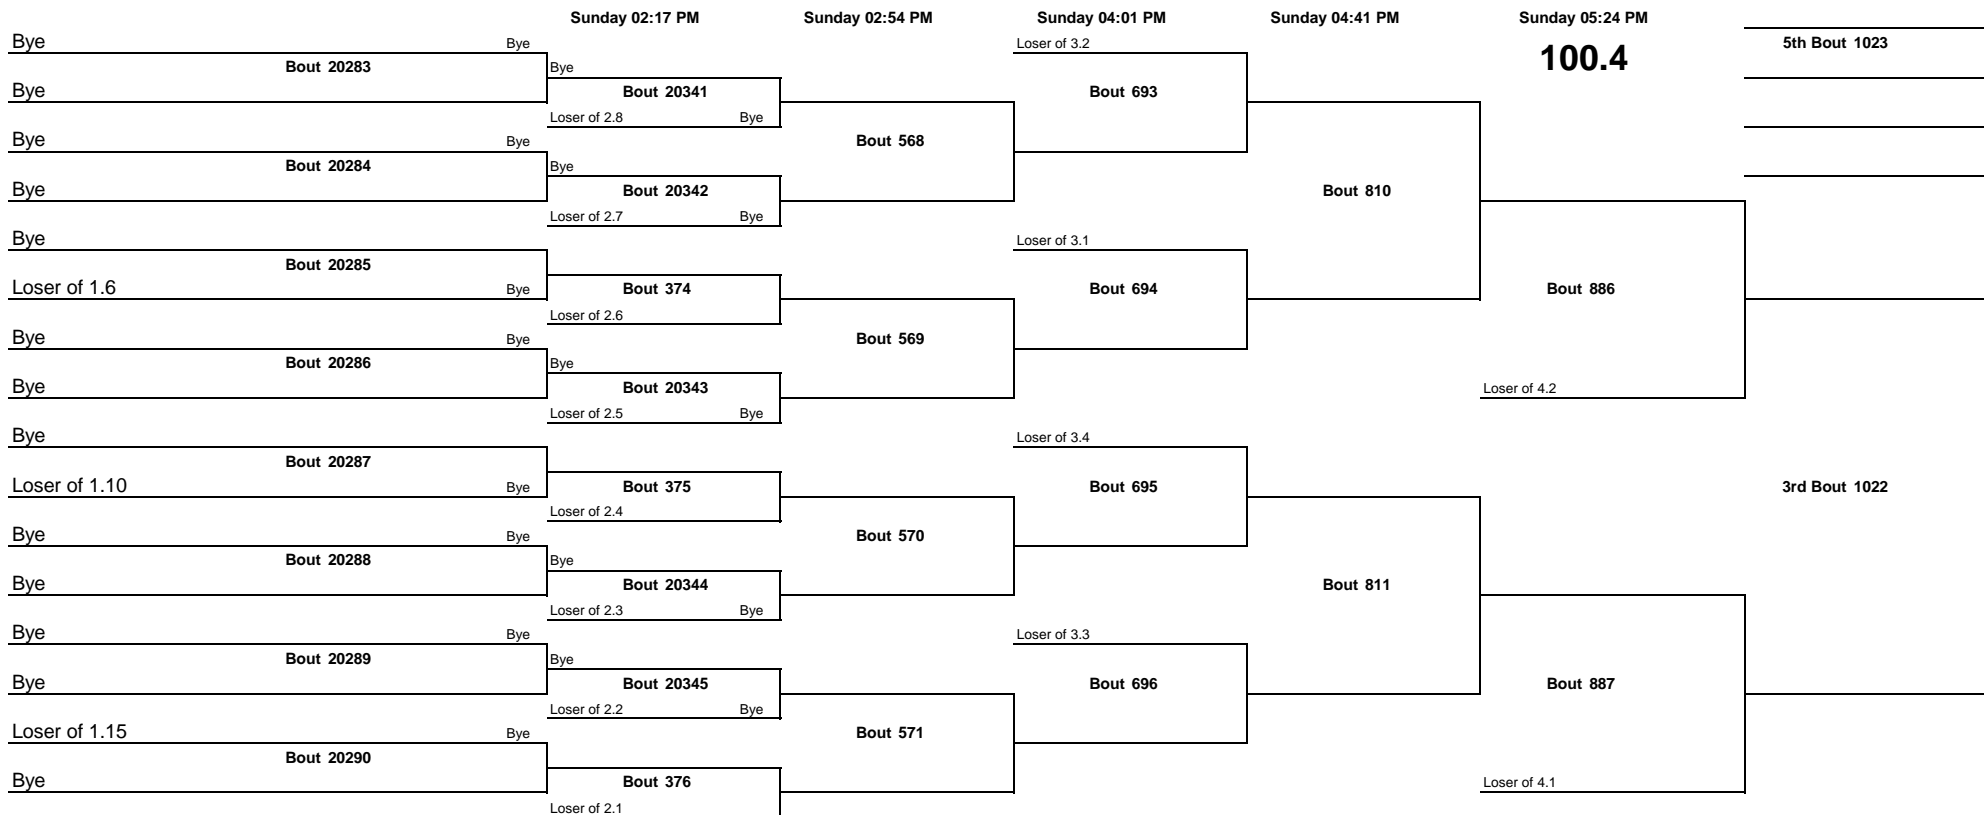 Sunday 02:17 PM Sunday 02:54 PM Sunday 04:01 PM Sunday 04:41 PM Sunday 05:24 PM
Bye Bye Loser of 3.2 5th Bout 1023
100.4
Bout 20283 Bye
Bye Bout 20341 Bout 693
Loser of 2.8 Bye
Bye Bye Bout 568
Bout 20284 Bye
Bye Bout 20342 Bout 810
Loser of 2.7 Bye
Bye Loser of 3.1
Bout 20285
Loser of 1.6 Bye Bout 374 Bout 694 Bout 886
Loser of 2.6
Bye Bye Bout 569
Bout 20286 Bye
Bye Bout 20343 Loser of 4.2
Loser of 2.5 Bye
Bye Loser of 3.4
Bout 20287
Loser of 1.10 Bye Bout 375 Bout 695 3rd Bout 1022
Loser of 2.4
Bye Bye Bout 570
Bout 20288 Bye
Bye Bout 20344 Bout 811
Loser of 2.3 Bye
Bye Bye Loser of 3.3
Bout 20289 Bye
Bye Bout 20345 Bout 696 Bout 887
Loser of 2.2 Bye
Loser of 1.15 Bye Bout 571
Bout 20290
Bye Bout 376 Loser of 4.1
Loser of 2.1